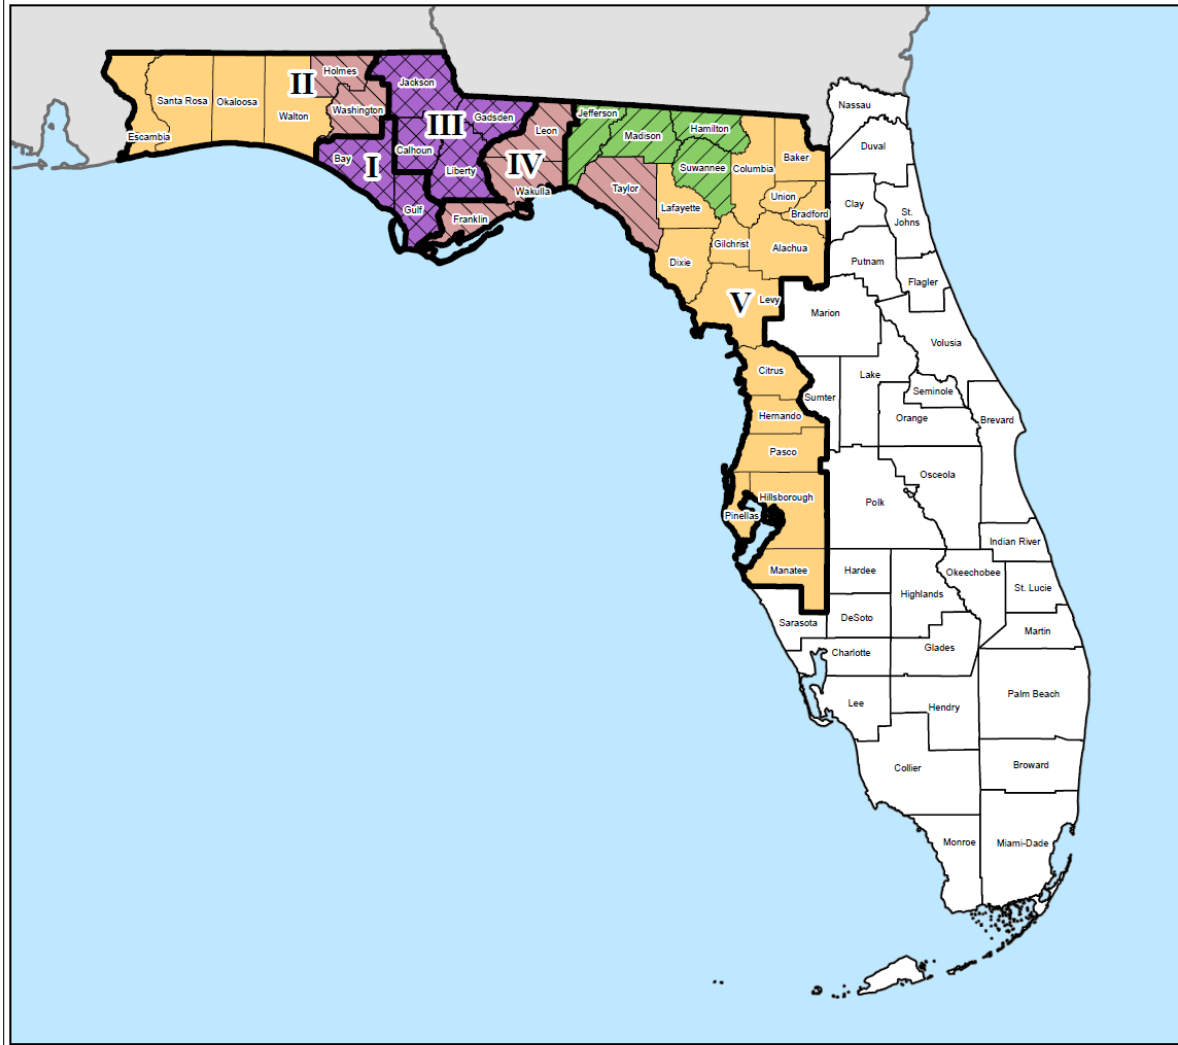 Holmes
II
Jackson
Santa Rosa
Okaloosa
Nassau
Washington
Gadsden
Jefferson
Walton
III
Leon
Hamilton
Escambia
Madison
Duval
Calhoun
Bay
I
IV
Baker
Suwannee
Columbia
Liberty
Wakulla
Taylor
Union
Clay
Gulf
Lafayette
Bradford
St.
Johns
Franklin
Gilchrist
Alachua
Dixie
Putnam
Flagler
V
Levy
Marion
Volusia
Citrus
Lake
Seminole
Sumter
Hernando
Orange
Brevard
Pasco
Osceola
Hillsborough
Polk
Pinellas
Indian River
Manatee
Hardee
Okeechobee
St. Lucie
Highlands
Sarasota
DeSoto
Martin
Charlotte
Glades
Palm Beach
Lee
Hendry
Collier
Broward
Monroe
Miami-Dade